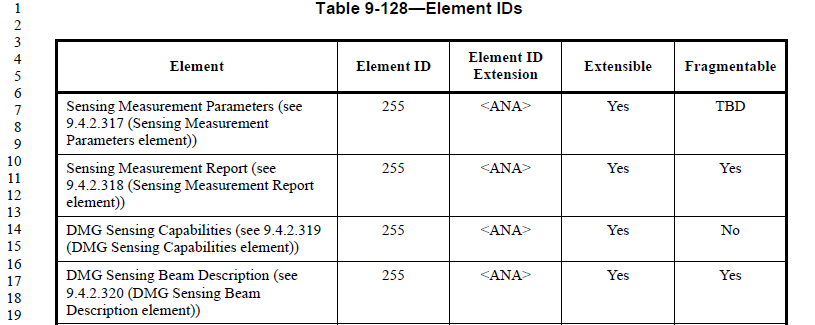 1
Table 9-128—Element IDs
2
3
4
5
6
7
8
9
10
11
12
13
14
15
16
17
18
19
Element
Element ID
Element ID
Extension
Extensible
Fragmentable
Sensing Measurement Parameters (see
9.4.2.317 (Sensing Measurement
Parameters element))
255
<ANA>
Yes
TBD
Sensing Measurement Report (see
9.4.2.318 (Sensing Measurement Report
element))
255
<ANA>
Yes
Yes
DMG Sensing Capabilities (see 9.4.2.319
(DMG Sensing Capabilities element))
255
<ANA>
Yes
No
DMG Sensing Beam Description (see
9.4.2.320 (DMG Sensing Beam
Description element))
255
<ANA>
Yes
Yes